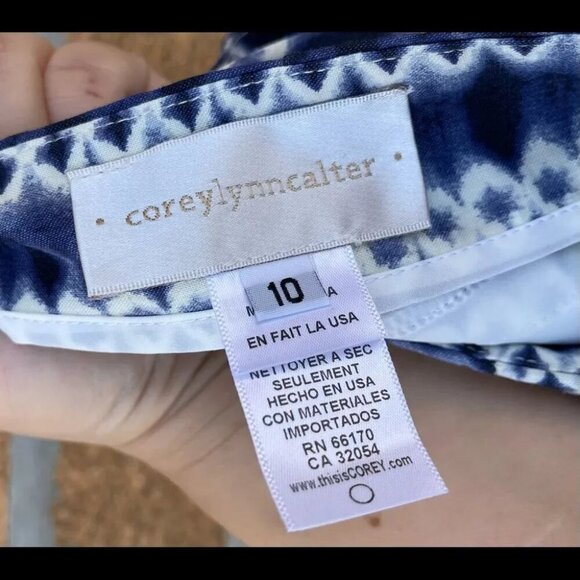 · coreylynncalter ·
10
M A
EN FAIT LA USA
NETTOYER A SEC
SEULEMENT
HECHO EN USA
CON MATERIALES
IMPORTADOS
RN 66170
CA 32054
www.thisisCOREY.com